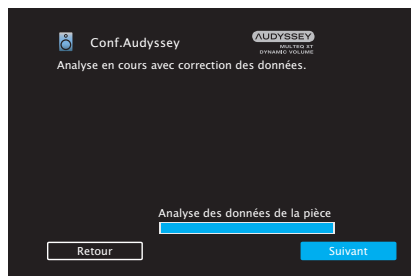 Conf.Audyssey
AUDYSSEY
MULTEQ XT
DYNAMIC VOLUME
Analyse en cours avec correction des données.
Analyse des données de la pièce
Retour
Suivant